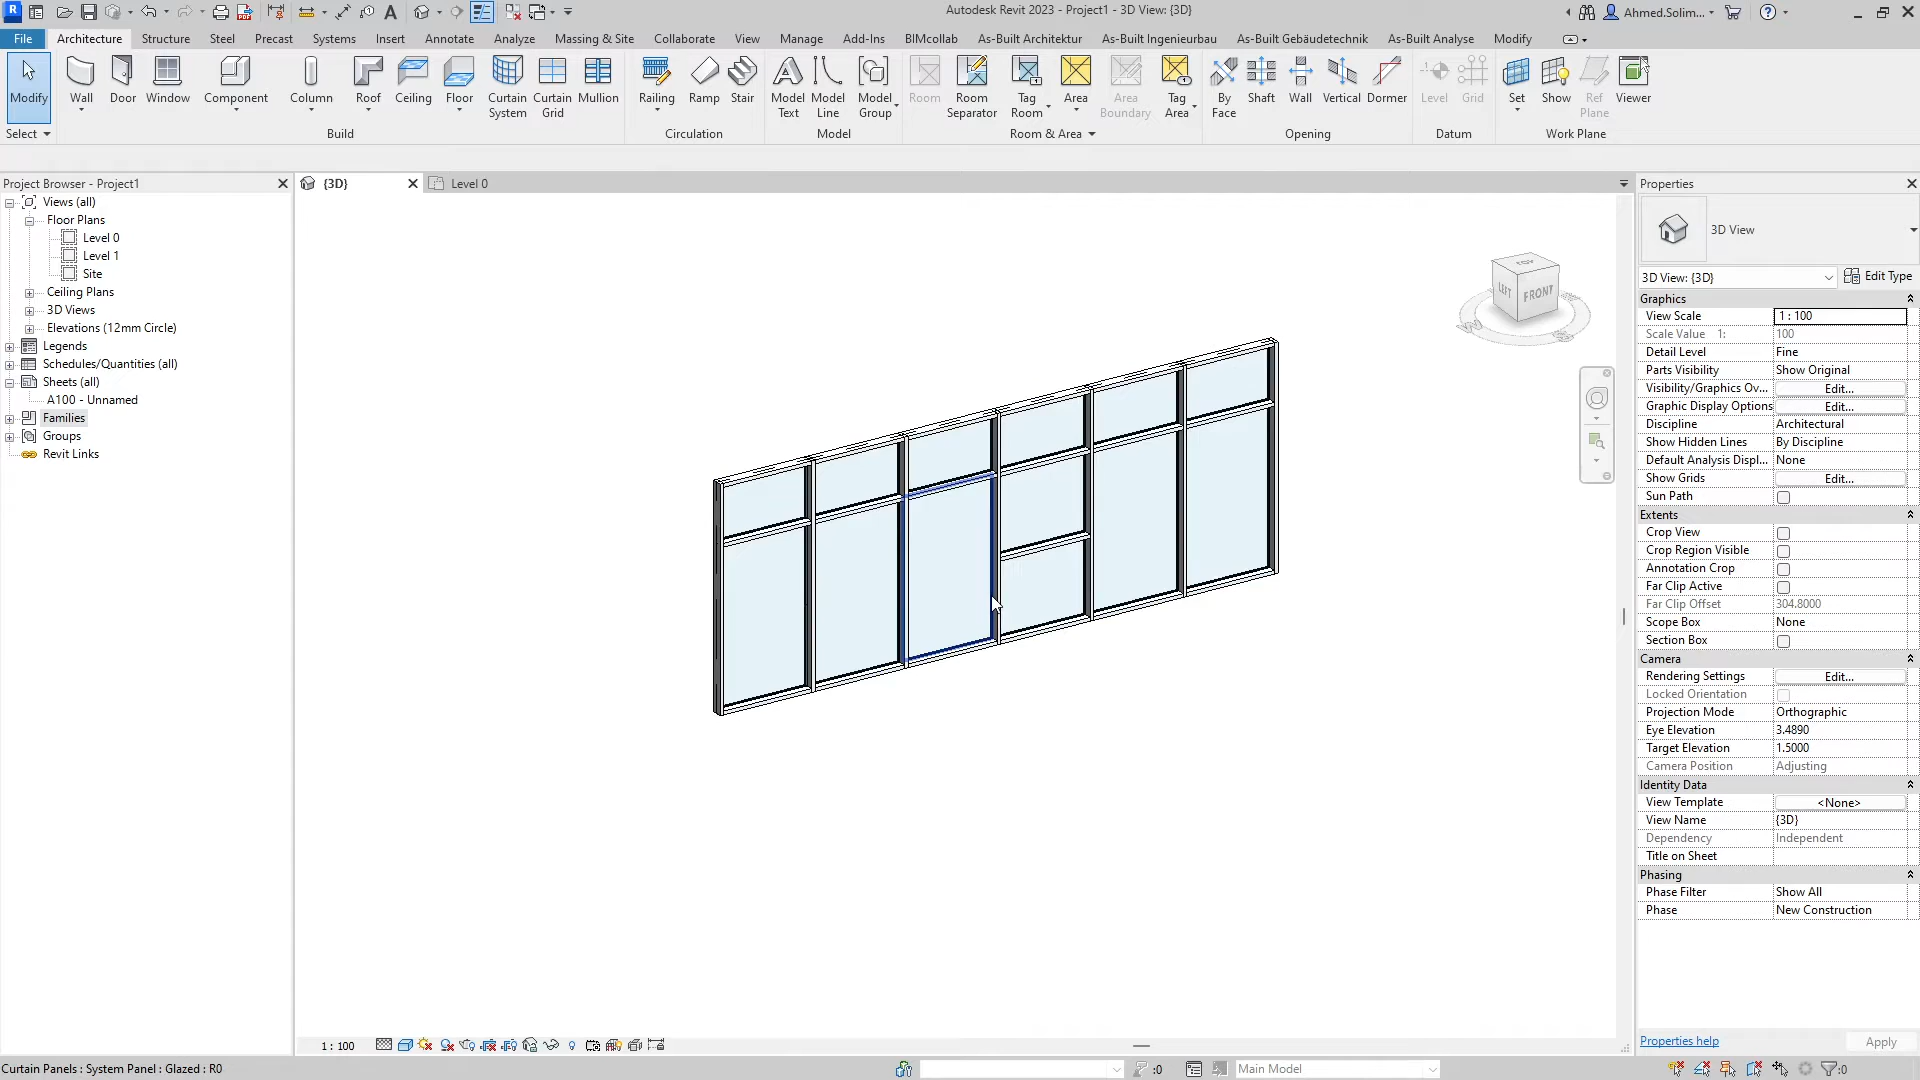 Autodesk Revit 2023 - Project1 - 3D View: {3D}
Ahmed.Solim...
File
Architecture
Structure
Steel
Precast
Systems
Insert
Annotate
Analyze
Massing & Site
Collaborate
View
Manage
Add-Ins
BIMcollab
As-Built Architektur
As-Built Ingenieurbau
As-Built Gebäudetechnik
As-Built Analyse
Modify
Modify
Wall
Door
Window
Component
Column
Roof
Ceiling
Floor
Curtain System
Curtain Grid
Mullion
Railing
Ramp
Stair
Model Text
Model Line
Model Group
Room
Room Separator
Tag Room
Area
Area Boundary
Tag Area
By Face
Shaft
Wall
Vertical
Dormer
Level
Grid
Set
Show
Ref Plane
Viewer
Select
Build
Circulation
Model
Room & Area
Opening
Datum
Work Plane
Project Browser - Project1
Views (all)
Floor Plans
Level 0
Level 1
Site
Ceiling Plans
3D Views
Elevations (12mm Circle)
Legends
Schedules/Quantities (all)
Sheets (all)
A100 - Unnamed
Families
Groups
Revit Links
{3D}
Level 0
TOP
LEFT
FRONT
Properties
3D View
3D View: {3D}
Edit Type
Graphics
View Scale 1 : 100
Scale Value 1: 100
Detail Level Fine
Parts Visibility Show Original
Visibility/Graphics Ov... Edit...
Graphic Display Options Edit...
Discipline Architectural
Show Hidden Lines By Discipline
Default Analysis Displ... None
Show Grids Edit...
Sun Path
Extents
Crop View
Crop Region Visible
Annotation Crop
Far Clip Active
Far Clip Offset 304.8000
Scope Box None
Section Box
Camera
Rendering Settings Edit...
Locked Orientation
Projection Mode Orthographic
Eye Elevation 3.4890
Target Elevation 1.5000
Camera Position Adjusting
Identity Data
View Template <None>
View Name {3D}
Dependency Independent
Title on Sheet
Phasing
Phase Filter Show All
Phase New Construction
Properties help
Apply
1 : 100
Curtain Panels : System Panel : Glazed : R0
:0
Main Model
:0